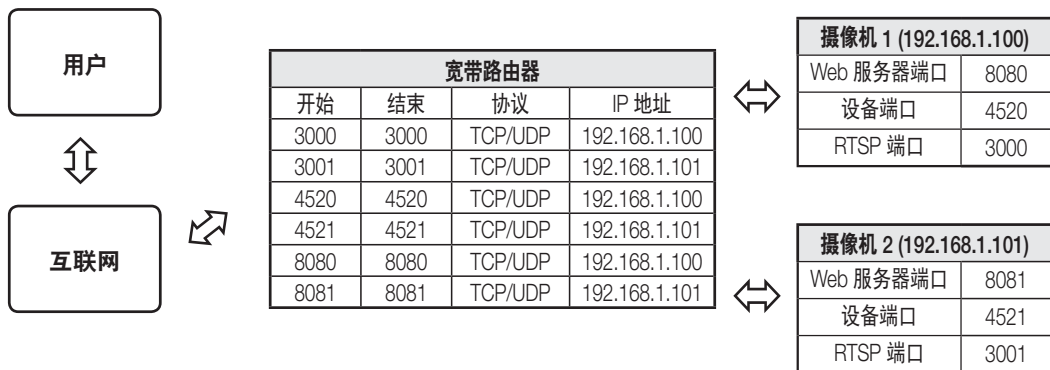 用户
互联网
宽带路由器
开始 结束 协议 IP 地址
3000 3000 TCP/UDP 192.168.1.100
3001 3001 TCP/UDP 192.168.1.101
4520 4520 TCP/UDP 192.168.1.100
4521 4521 TCP/UDP 192.168.1.101
8080 8080 TCP/UDP 192.168.1.100
8081 8081 TCP/UDP 192.168.1.101
摄像机 1 (192.168.1.100)
Web 服务器端口 8080
设备端口 4520
RTSP 端口 3000
摄像机 2 (192.168.1.101)
Web 服务器端口 8081
设备端口 4521
RTSP 端口 3001